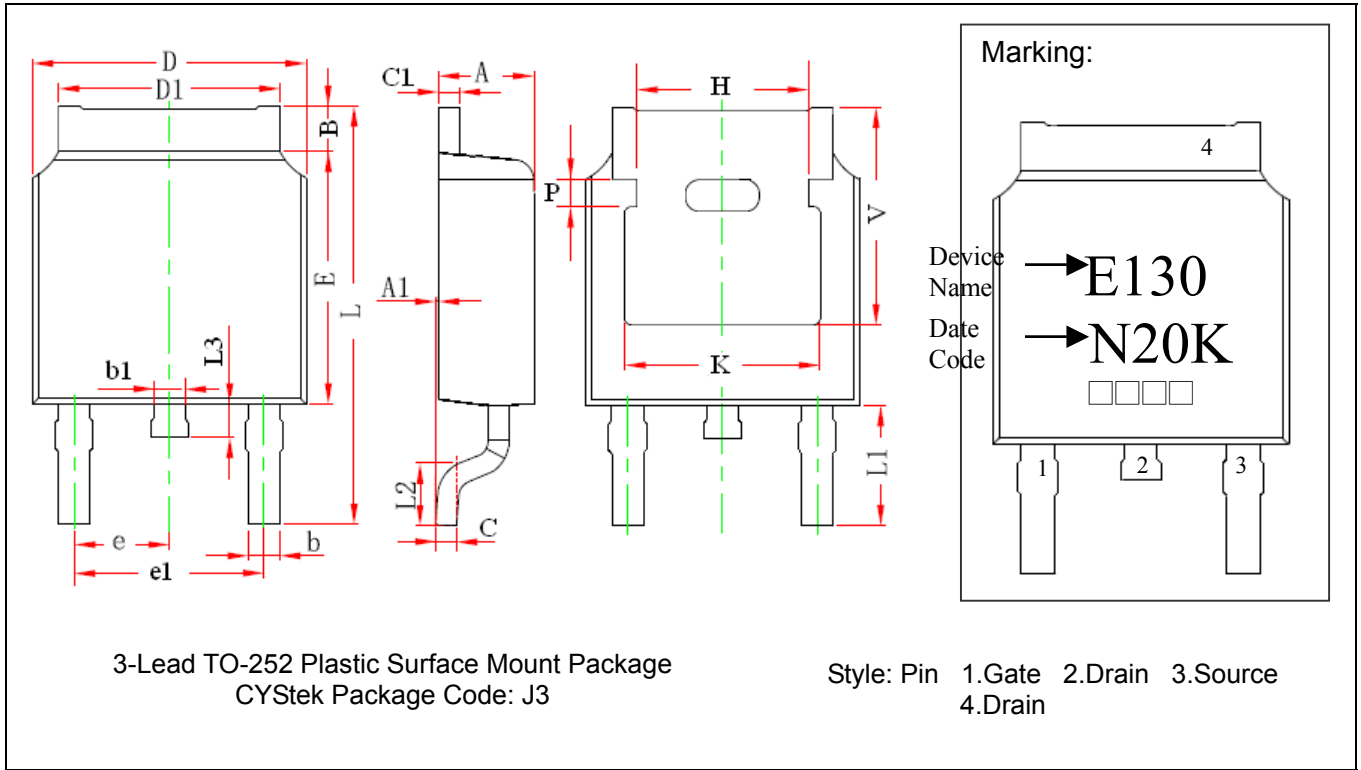 D
D1
B
E
L
L3
b1
e
b
e1
C1
A
A1
L2
C
H
P
V
K
L1
Marking:
4
Device
Name
E130
Date
Code
N20K
□□□□
1
2
3
3-Lead TO-252 Plastic Surface Mount Package
CYStek Package Code: J3
Style: Pin 1.Gate 2.Drain 3.Source
4.Drain